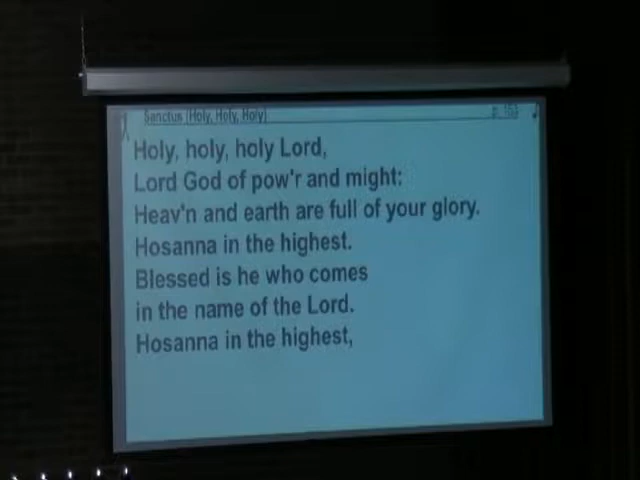 Sanctus (Holy, Holy, Holy)
Holy, holy, holy Lord,
Lord God of pow'r and might:
Heav'n and earth are full of your glory.
Hosanna in the highest.
Blessed is he who comes
in the name of the Lord.
Hosanna in the highest,